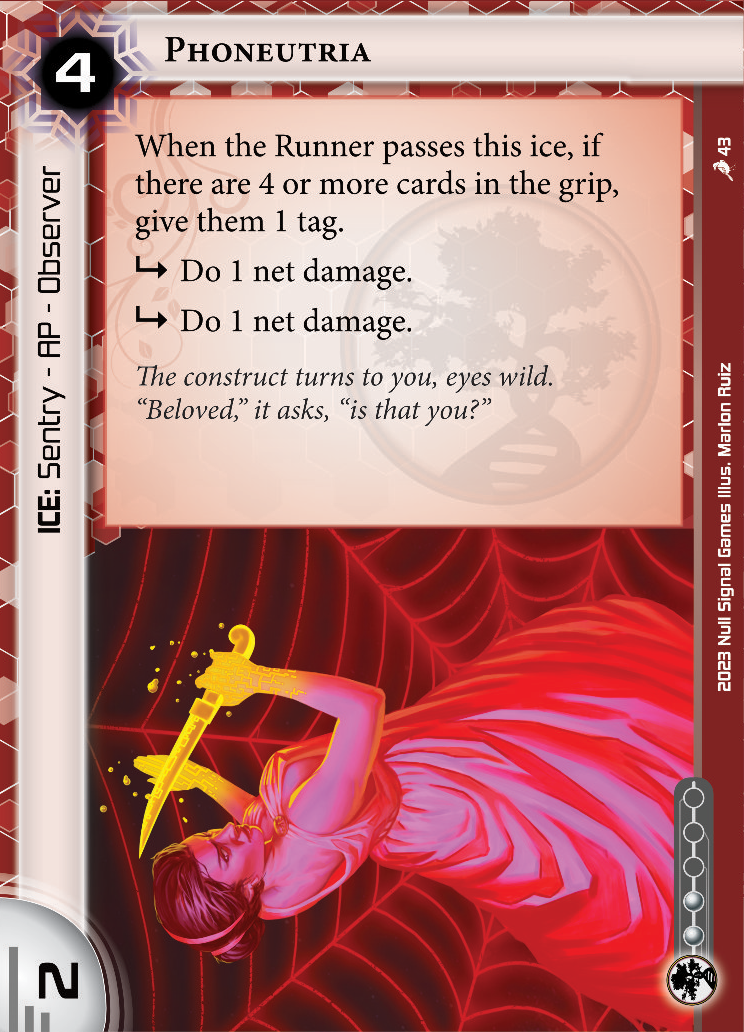 4
Phoneutria
When the Runner passes this ice, if
there are 4 or more cards in the grip,
give them 1 tag.
Do 1 net damage.
Do 1 net damage.
The construct turns to you, eyes wild.
“Beloved,” it asks, “is that you?”
ICE: Sentry - AP - Observer
2
43
2023 Null Signal Games Illus. Marlon Ruiz